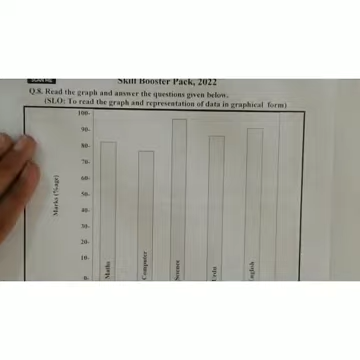 Skill Booster Pack, 2022
Q.8. Read the graph and answer the questions given below.
(SLO: To read the graph and representation of data in graphical form)
100-
90-
80-
70-
60-
50-
40-
30-
20-
10-
0-
Marks (%age)
Maths
Computer
Science
Urdu
English